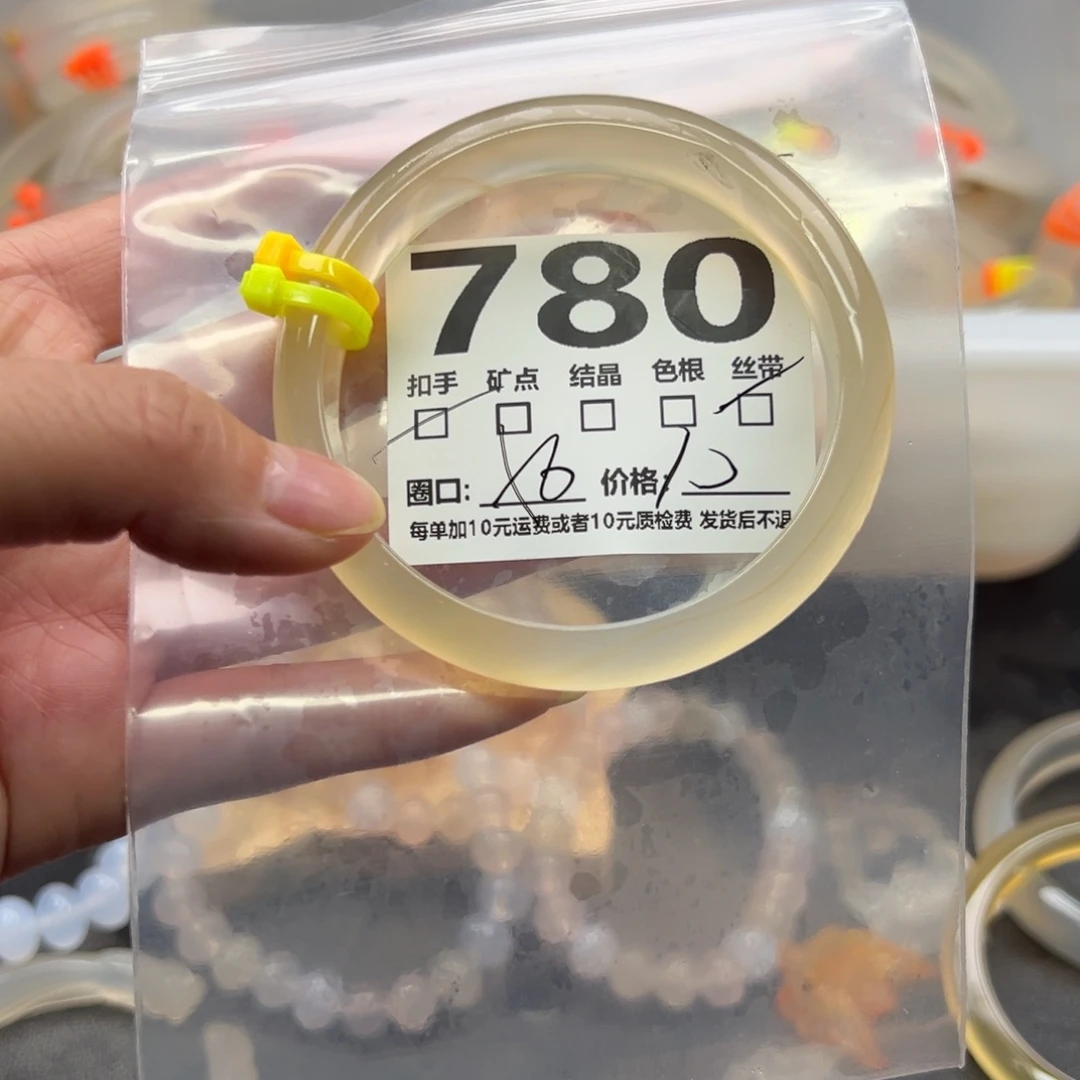 780
扣手 矿点 结晶 色根 丝带
圈口: 价格:
每单加10元运费或者10元质检费 发货后不退